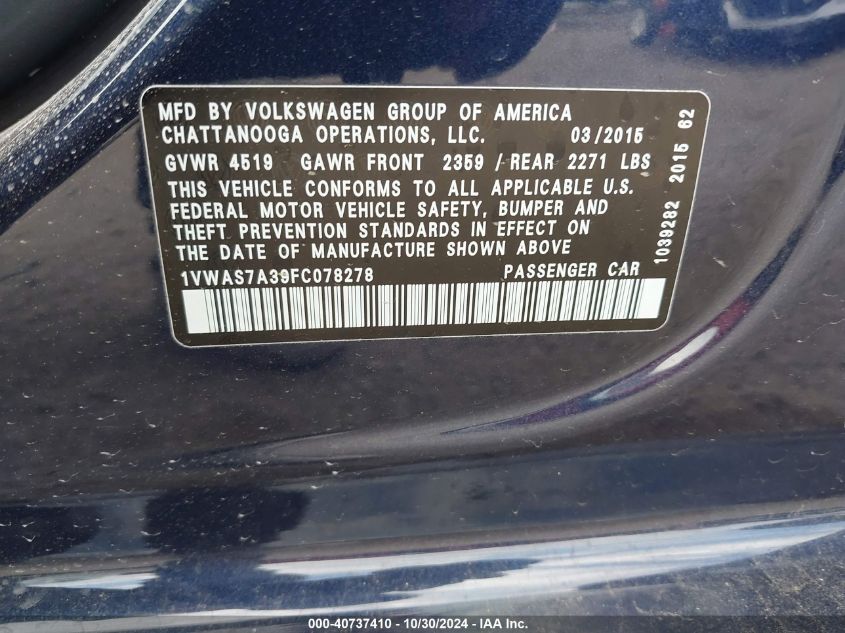 MFD BY VOLKSWAGEN GROUP OF AMERICA
CHATTANOOGA OPERATIONS, LLC. 03/2015
GVWR 4519 GAWR FRONT 2359 / REAR 2271 LBS
THIS VEHICLE CONFORMS TO ALL APPLICABLE U.S.
FEDERAL MOTOR VEHICLE SAFETY, BUMPER AND
THEFT PREVENTION STANDARDS IN EFFECT ON
THE DATE OF MANUFACTURE SHOWN ABOVE
1VWAS7A39FC078278 PASSENGER CAR
1039282 2015 62
000-40737410 - 10/30/2024 - IAA Inc.